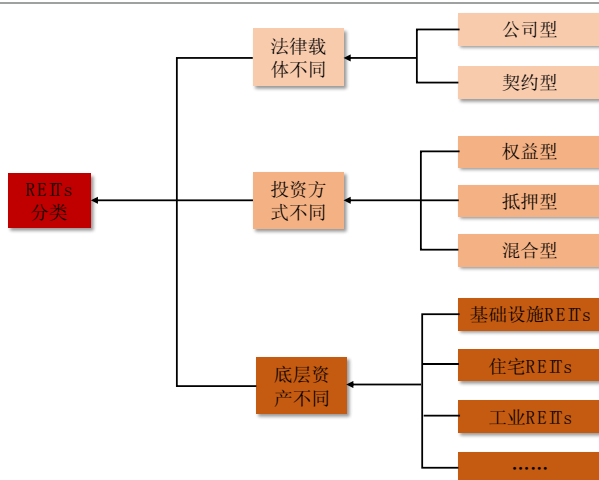 REITs
分类
法律载
体不同
公司型
契约型
投资方
式不同
权益型
抵押型
混合型
底层资
产不同
基础设施REITs
住宅REITs
工业REITs
……